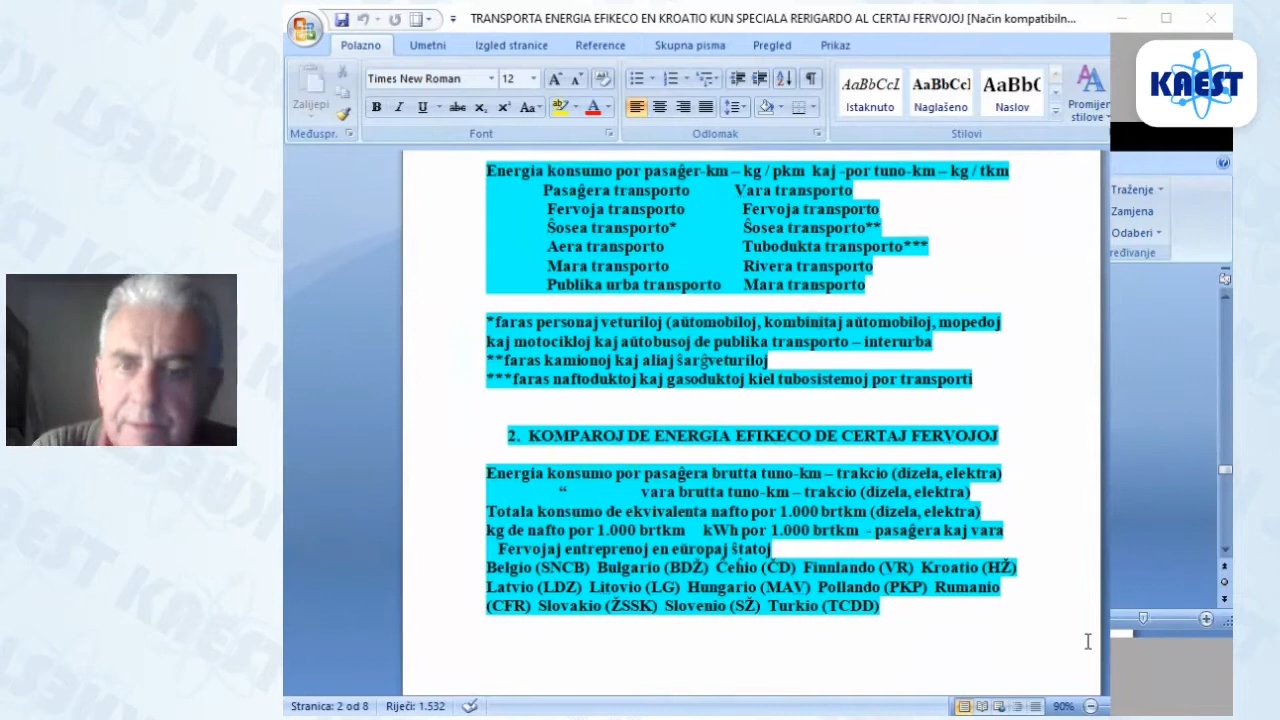 TRANSPORTA ENERGIA EFIKECO EN KROATIO KUN SPECIALA RERIGARDO AL CERTAJ FERVOJOJ [Način kompatibiln...
Polazno Umetni Izgled stranice Reference Skupna pisma Pregled Prikaz
Zalijepi
Međuspr.
Times New Roman 12
Font
Odlomak
AaBbCcL AaBbCcl AaBb(
Istaknuto Naglašeno Naslov
Promijeni stilove
Stilovi
KAEST
Traženje
Zamjena
Odaberi
ređivanje
Energia konsumo por pasaĝer-km – kg / pkm kaj -por tuno-km – kg / tkm
Pasaĝera transporto Vara transporto
Fervoja transporto Fervoja transporto
Ŝosea transporto* Ŝosea transporto**
Aera transporto Tubodukta transporto***
Mara transporto Rivera transporto
Publika urba transporto Mara transporto
*faras personaj veturiloj (aŭtomobiloj, kombinitaj aŭtomobiloj, mopedoj
kaj motocikloj kaj aŭtobusoj de publika transporto – interurba
**faras kamionoj kaj aliaj ŝarĝveturiloj
***faras naftoduktoj kaj gasoduktoj kiel tubosistemoj por transporti
2. KOMPAROJ DE ENERGIA EFIKECO DE CERTAJ FERVOJOJ
Energia konsumo por pasaĝera brutta tuno-km – trakcio (dizela, elektra)
“ vara brutta tuno-km – trakcio (dizela, elektra)
Totala konsumo de ekvivalenta nafto por 1.000 brtkm (dizela, elektra)
kg de nafto por 1.000 brtkm kWh por 1.000 brtkm - pasaĝera kaj vara
Fervojaj entreprenoj en eŭropaj ŝtatoj
Belgio (SNCB) Bulgario (BDŽ) Ĉeĥio (ČD) Finnlando (VR) Kroatio (HŽ)
Latvio (LDZ) Litovio (LG) Hungario (MAV) Pollando (PKP) Rumanio
(CFR) Slovakio (ŽSSK) Slovenio (SŽ) Turkio (TCDD)
Stranica: 2 od 8 Riječi: 1.532 90%